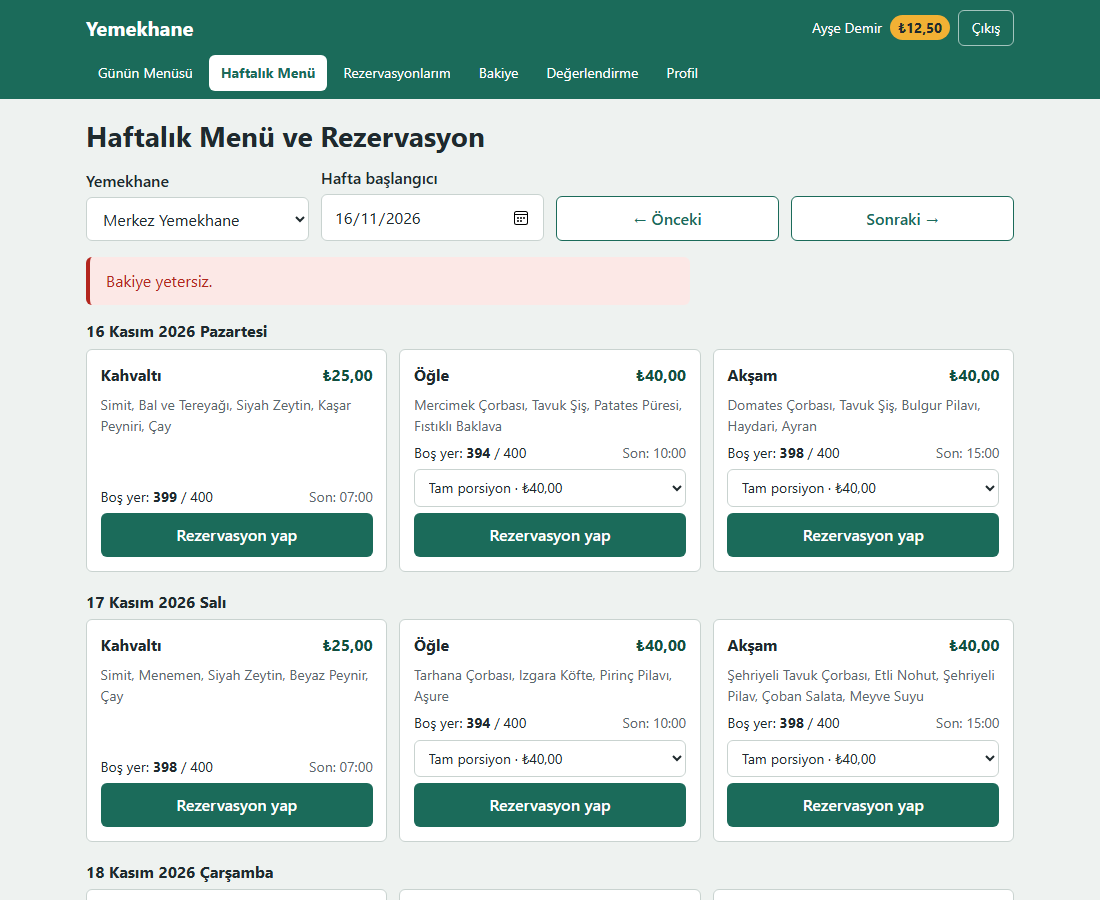 Yemekhane
Ayşe Demir ₺12,50 Çıkış
Günün Menüsü Haftalık Menü Rezervasyonlarım Bakiye Değerlendirme Profil
Haftalık Menü ve Rezervasyon
Yemekhane Hafta başlangıcı
Merkez Yemekhane 16/11/2026 ← Önceki Sonraki →
Bakiye yetersiz.
16 Kasım 2026 Pazartesi
Kahvaltı ₺25,00
Simit, Bal ve Tereyağı, Siyah Zeytin, Kaşar
Peyniri, Çay
Boş yer: 399 / 400 Son: 07:00
Rezervasyon yap
Öğle ₺40,00
Mercimek Çorbası, Tavuk Şiş, Patates Püresi,
Fıstıklı Baklava
Boş yer: 394 / 400 Son: 10:00
Tam porsiyon · ₺40,00
Rezervasyon yap
Akşam ₺40,00
Domates Çorbası, Tavuk Şiş, Bulgur Pilavı,
Haydari, Ayran
Boş yer: 398 / 400 Son: 15:00
Tam porsiyon · ₺40,00
Rezervasyon yap
17 Kasım 2026 Salı
Kahvaltı ₺25,00
Simit, Menemen, Siyah Zeytin, Beyaz Peynir,
Çay
Boş yer: 398 / 400 Son: 07:00
Rezervasyon yap
Öğle ₺40,00
Tarhana Çorbası, Izgara Köfte, Pirinç Pilavı,
Aşure
Boş yer: 394 / 400 Son: 10:00
Tam porsiyon · ₺40,00
Rezervasyon yap
Akşam ₺40,00
Şehriyeli Tavuk Çorbası, Etli Nohut, Şehriyeli
Pilav, Çoban Salata, Meyve Suyu
Boş yer: 398 / 400 Son: 15:00
Tam porsiyon · ₺40,00
Rezervasyon yap
18 Kasım 2026 Çarşamba